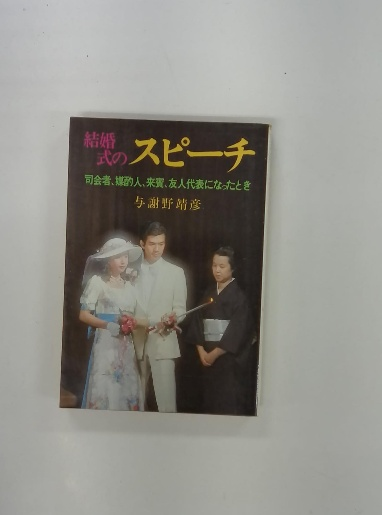 結婚式の
スピーチ
司会者、媒酌人、来賓、友人代表になったとき
与謝野靖彦